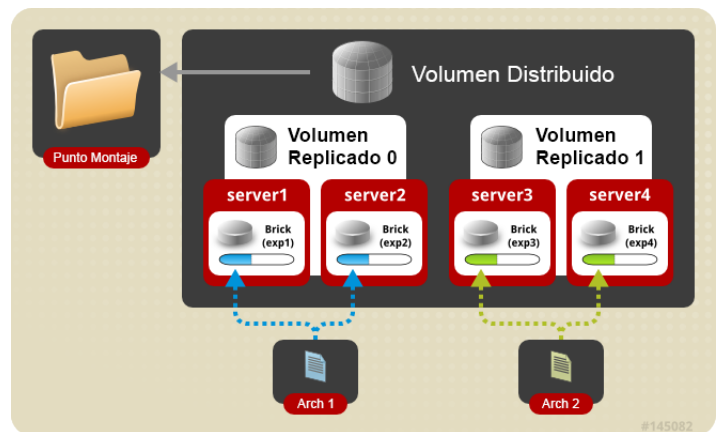 Volumen Distribuido
Punto Montaje
Volumen
Replicado 0
Volumen
Replicado 1
server1
server2
server3
server4
Brick
(exp1)
Brick
(exp2)
Brick
(exp3)
Brick
(exp4)
Arch 1
Arch 2
#145082